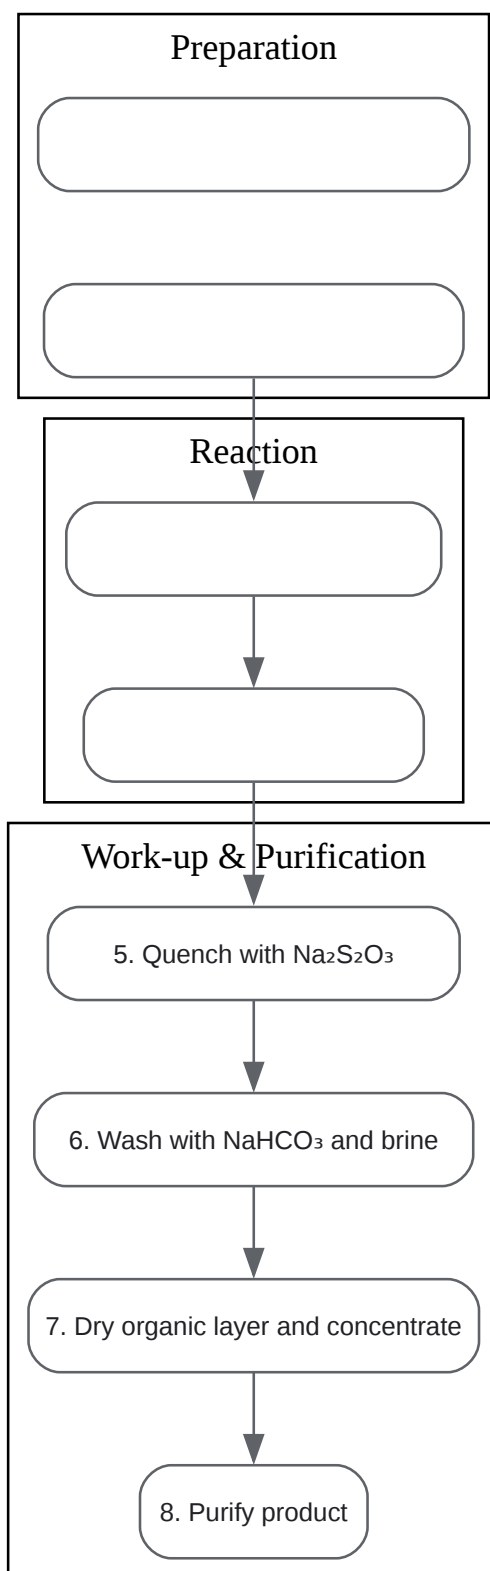 Preparation
Reaction
Work-up & Purification
5. Quench with Na₂S₂O₃
6. Wash with NaHCO₃ and brine
7. Dry organic layer and concentrate
8. Purify product